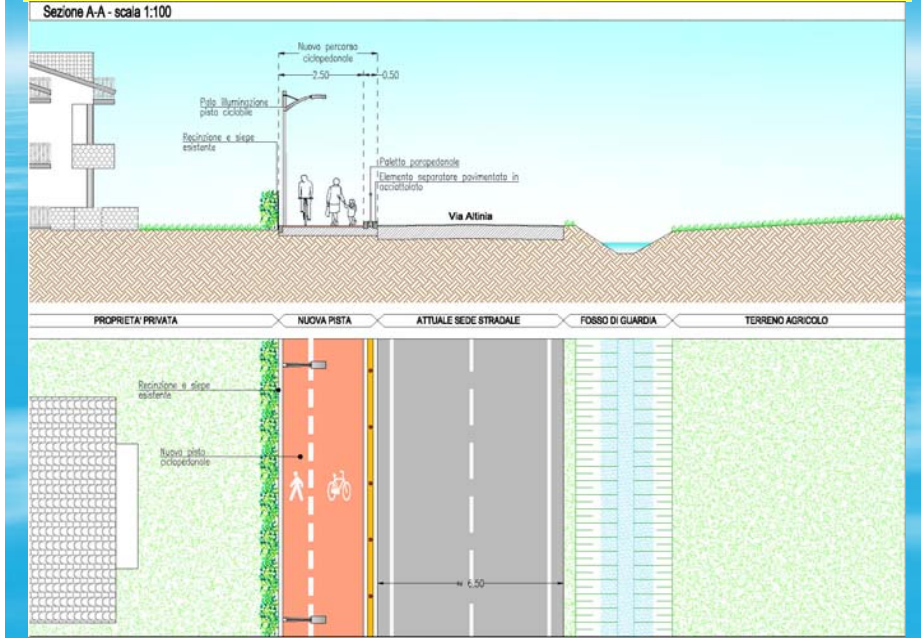 Sezione A-A - scala 1:100
Nuovo percorso
ciclopedonale
2.50
0.50
Palo illuminazione
pista ciclabile
Recinzione e siepe
esistente
Paletto parapedonale
Elemento separatore pavimentato in
acciottolato
Via Altinia
PROPRIETA' PRIVATA
NUOVA PISTA
ATTUALE SEDE STRADALE
FOSSO DI GUARDIA
TERRENO AGRICOLO
Recinzione e siepe
esistente
Nuova pista
ciclopedonale
≈ 6.50